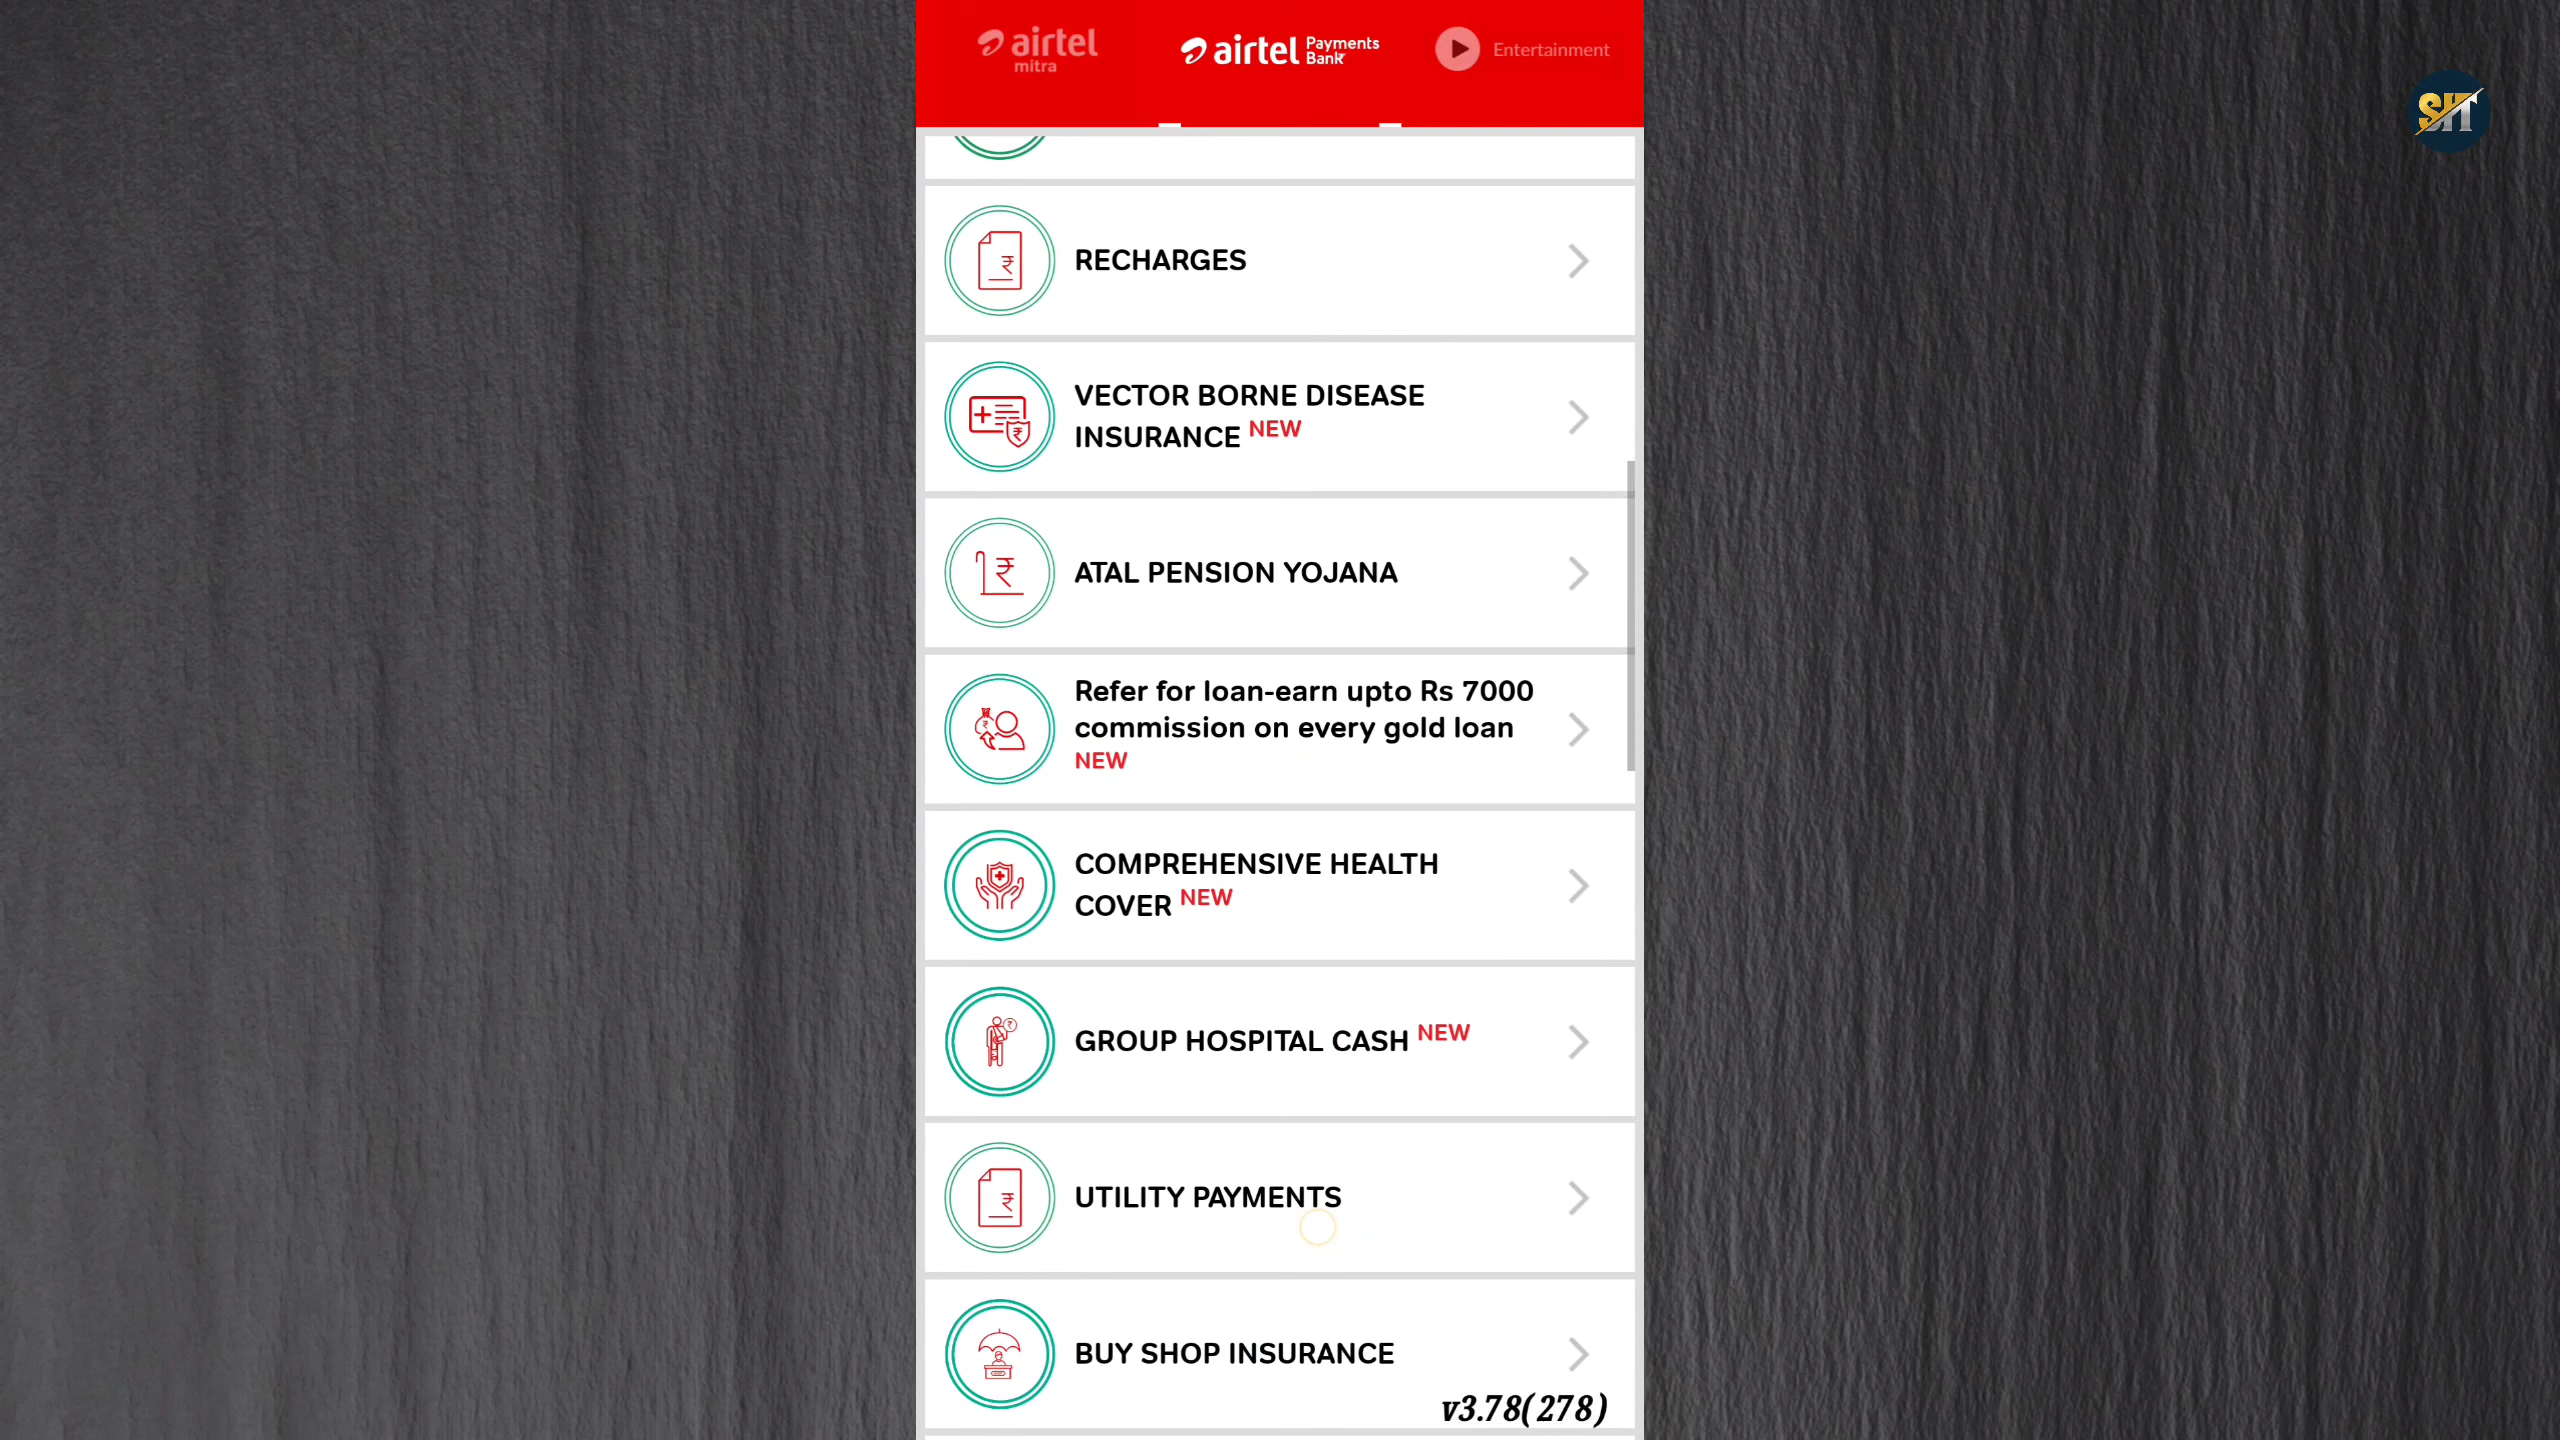 airtel
mitra
airtel Payments Bank
Entertainment
SHT
RECHARGES
VECTOR BORNE DISEASE
INSURANCE NEW
ATAL PENSION YOJANA
Refer for loan-earn upto Rs 7000
commission on every gold loan
NEW
COMPREHENSIVE HEALTH
COVER NEW
GROUP HOSPITAL CASH NEW
UTILITY PAYMENTS
BUY SHOP INSURANCE
v3.78(278)